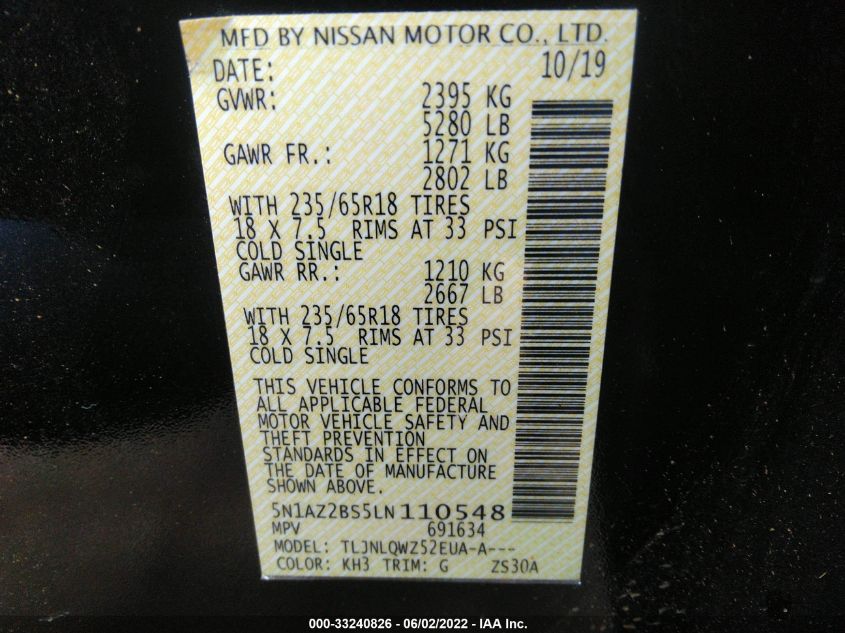 MFD BY NISSAN MOTOR CO., LTD.
DATE: 10/19
GVWR: 2395 KG
5280 LB
GAWR FR.: 1271 KG
2802 LB
WITH 235/65R18 TIRES
18 X 7.5 RIMS AT 33 PSI
COLD SINGLE
GAWR RR.: 1210 KG
2667 LB
WITH 235/65R18 TIRES
18 X 7.5 RIMS AT 33 PSI
COLD SINGLE
THIS VEHICLE CONFORMS TO
ALL APPLICABLE FEDERAL
MOTOR VEHICLE SAFETY AND
THEFT PREVENTION
STANDARDS IN EFFECT ON
THE DATE OF MANUFACTURE
SHOWN ABOVE.
5N1AZ2BS5LN110548
MPV 691634
MODEL: TLJNLQWZ52EUA-A---
COLOR: KH3 TRIM: G ZS30A
000-33240826 - 06/02/2022 - IAA Inc.